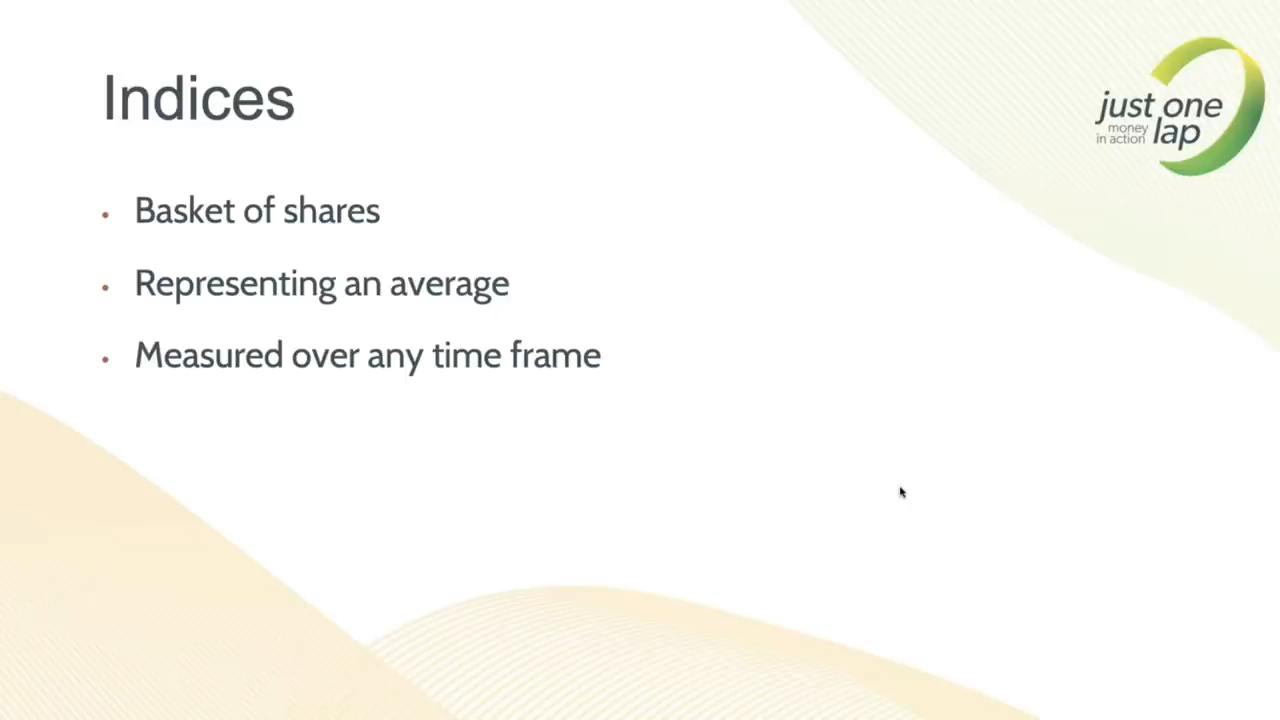 Indices
just one
money lap
in action
• Basket of shares
• Representing an average
• Measured over any time frame